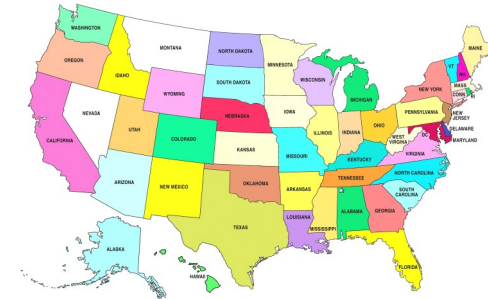 WASHINGTON
MONTANA
NORTH DAKOTA
MINNESOTA
MAINE
OREGON
IDAHO
WYOMING
SOUTH DAKOTA
WISCONSIN
MICHIGAN
NEW YORK
VT
NH
MASS
CONN
NEVADA
UTAH
COLORADO
NEBRASKA
IOWA
ILLINOIS
INDIANA
OHIO
PENNSYLVANIA
NEW
JERSEY
CALIFORNIA
KANSAS
MISSOURI
KENTUCKY
WEST
VIRGINIA
DC
DELAWARE
MARYLAND
VIRGINIA
ARIZONA
NEW MEXICO
OKLAHOMA
ARKANSAS
TENNESSEE
NORTH CAROLINA
SOUTH
CAROLINA
TEXAS
LOUISIANA
MISSISSIPPI
ALABAMA
GEORGIA
FLORIDA
ALASKA
HAWAII